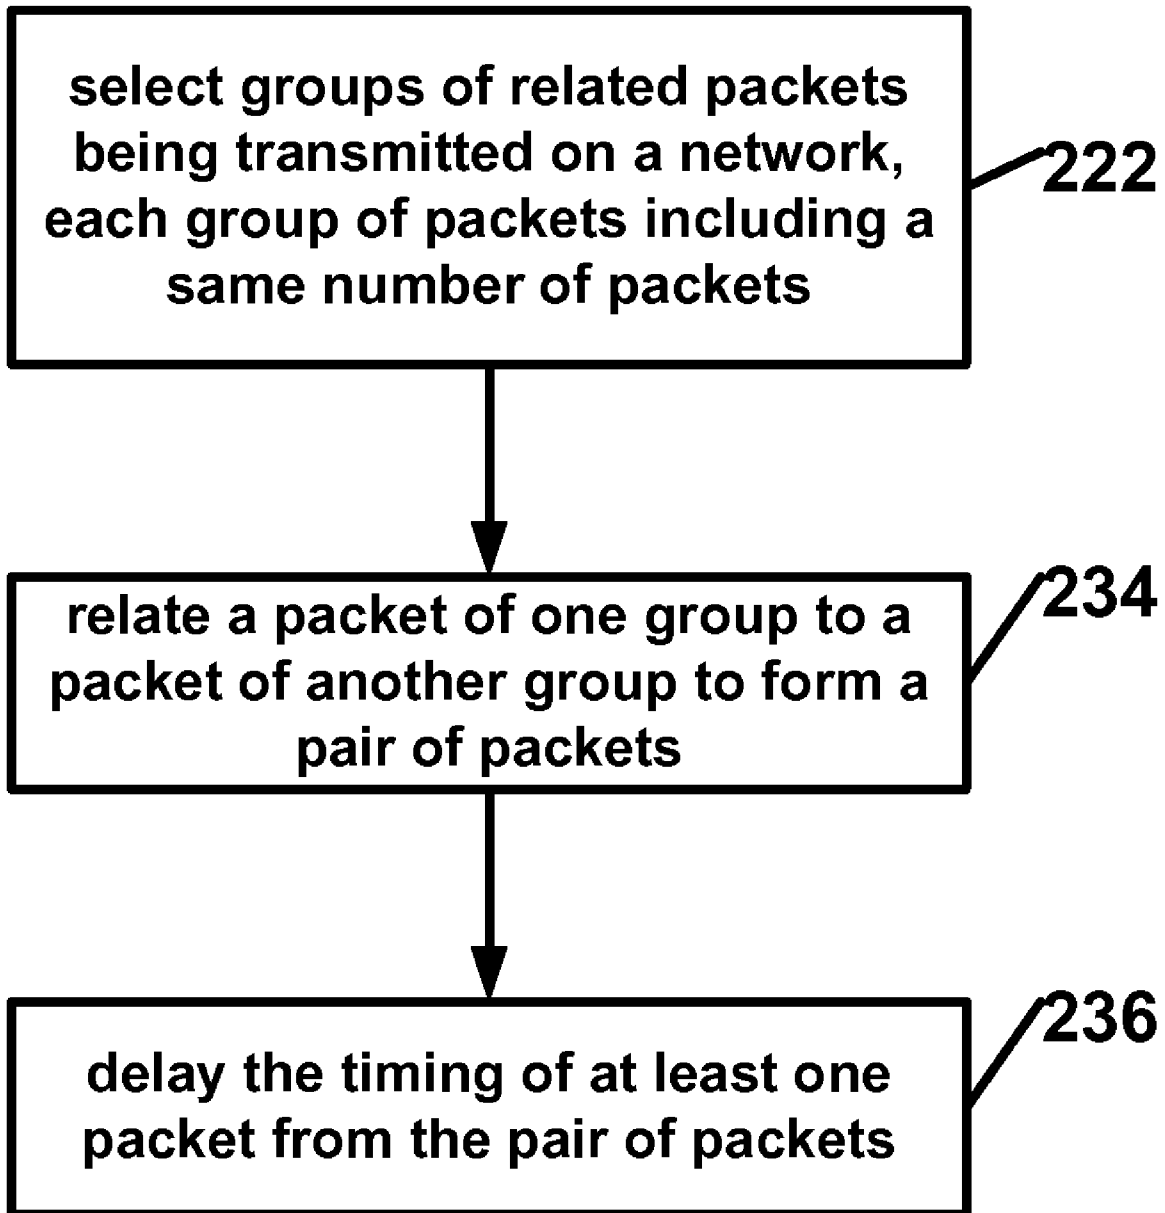 select groups of related packets
being transmitted on a network,
each group of packets including a
same number of packets
222
relate a packet of one group to a
packet of another group to form a
pair of packets
234
delay the timing of at least one
packet from the pair of packets
236